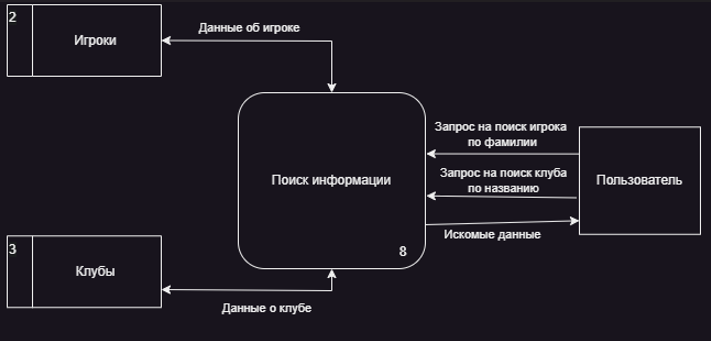 2
Игроки
Данные об игроке
Запрос на поиск игрока
по фамилии
Запрос на поиск клуба
по названию
Поиск информации
Пользователь
Искомые данные
8
3
Клубы
Данные о клубе